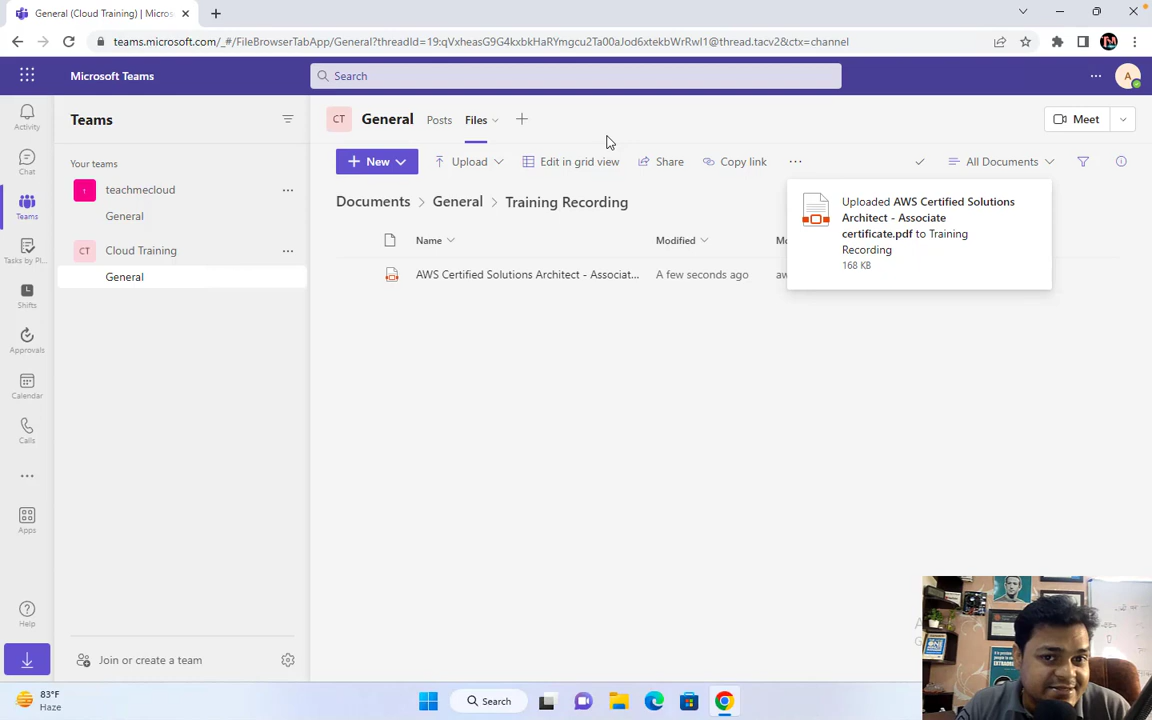 General (Cloud Training) | Micros
teams.microsoft.com/_#/FileBrowserTabApp/General?threadId=19:qVxheasG9G4kxbkHaRYmgcu2Ta00aJod6xtekbWrRwI1@thread.tacv2&ctx=channel
Microsoft Teams
Search
A
Activity
Chat
Teams
Tasks by Pl...
Shifts
Approvals
Calendar
Calls
Apps
Help
Teams
Your teams
teachmecloud
General
CT
Cloud Training
General
Join or create a team
CT
General
Posts
Files
Meet
New
Upload
Edit in grid view
Share
Copy link
All Documents
Documents > General > Training Recording
Name
Modified
AWS Certified Solutions Architect - Associat...
A few seconds ago
Uploaded AWS Certified Solutions
Architect - Associate
certificate.pdf to Training
Recording
168 KB
83°F
Haze
Search